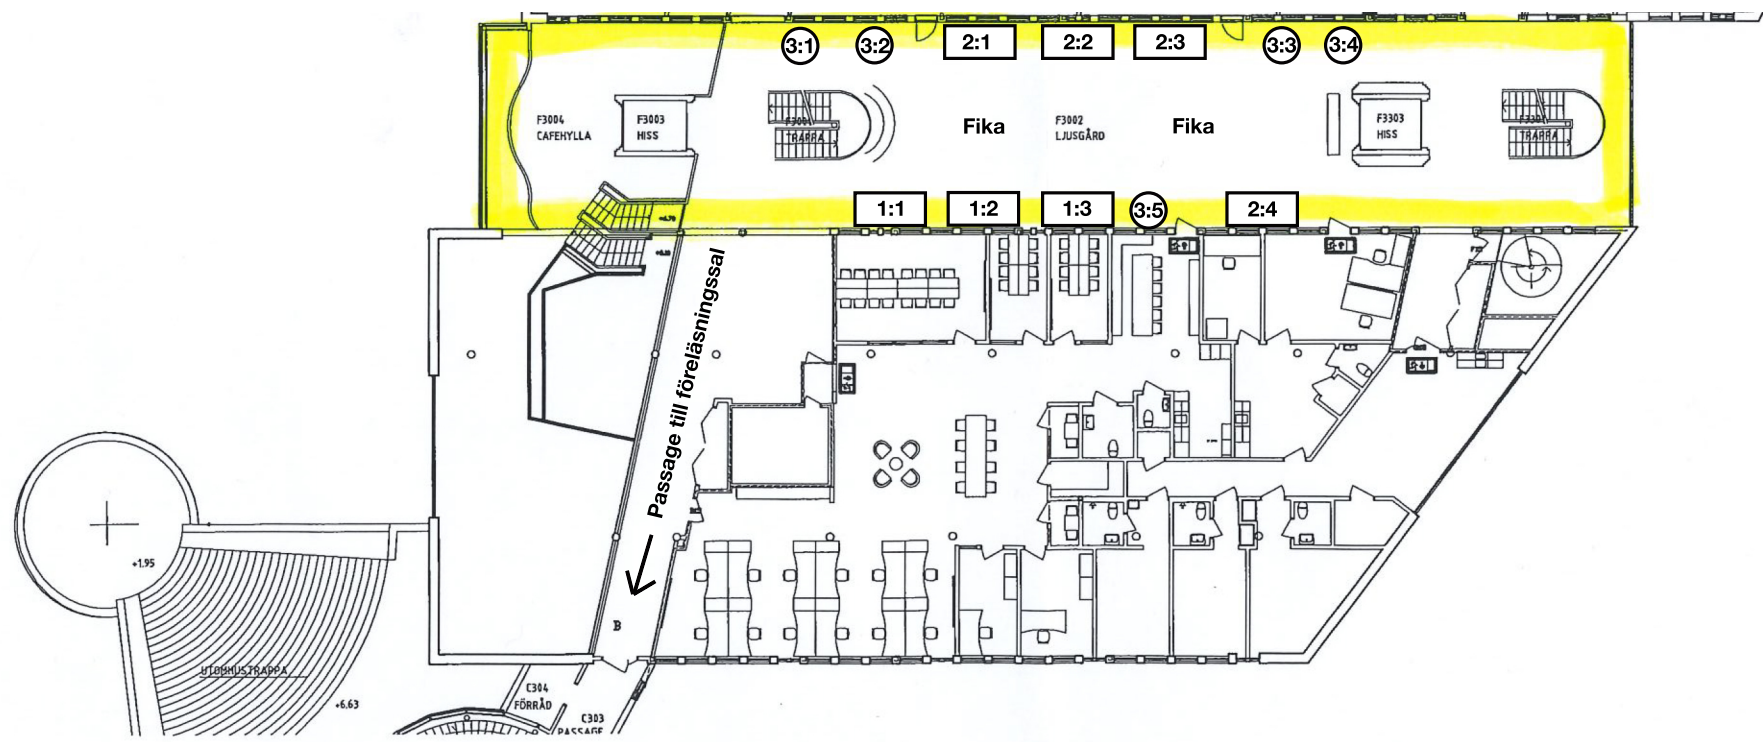 3:1
3:2
2:1
2:2
2:3
3:3
3:4
F3004
CAFEHYLLA
F3003
HISS
TRAPPA
Fika
F3002
LJUSGÅRD
Fika
F3303
HISS
TRAPPA
1:1
1:2
1:3
3:5
2:4
Passage till föreläsningssal
+1.95
B
UTOMHUSTRAPPA
+6.63
C304
FÖRRÅD
C303
PASSAGE